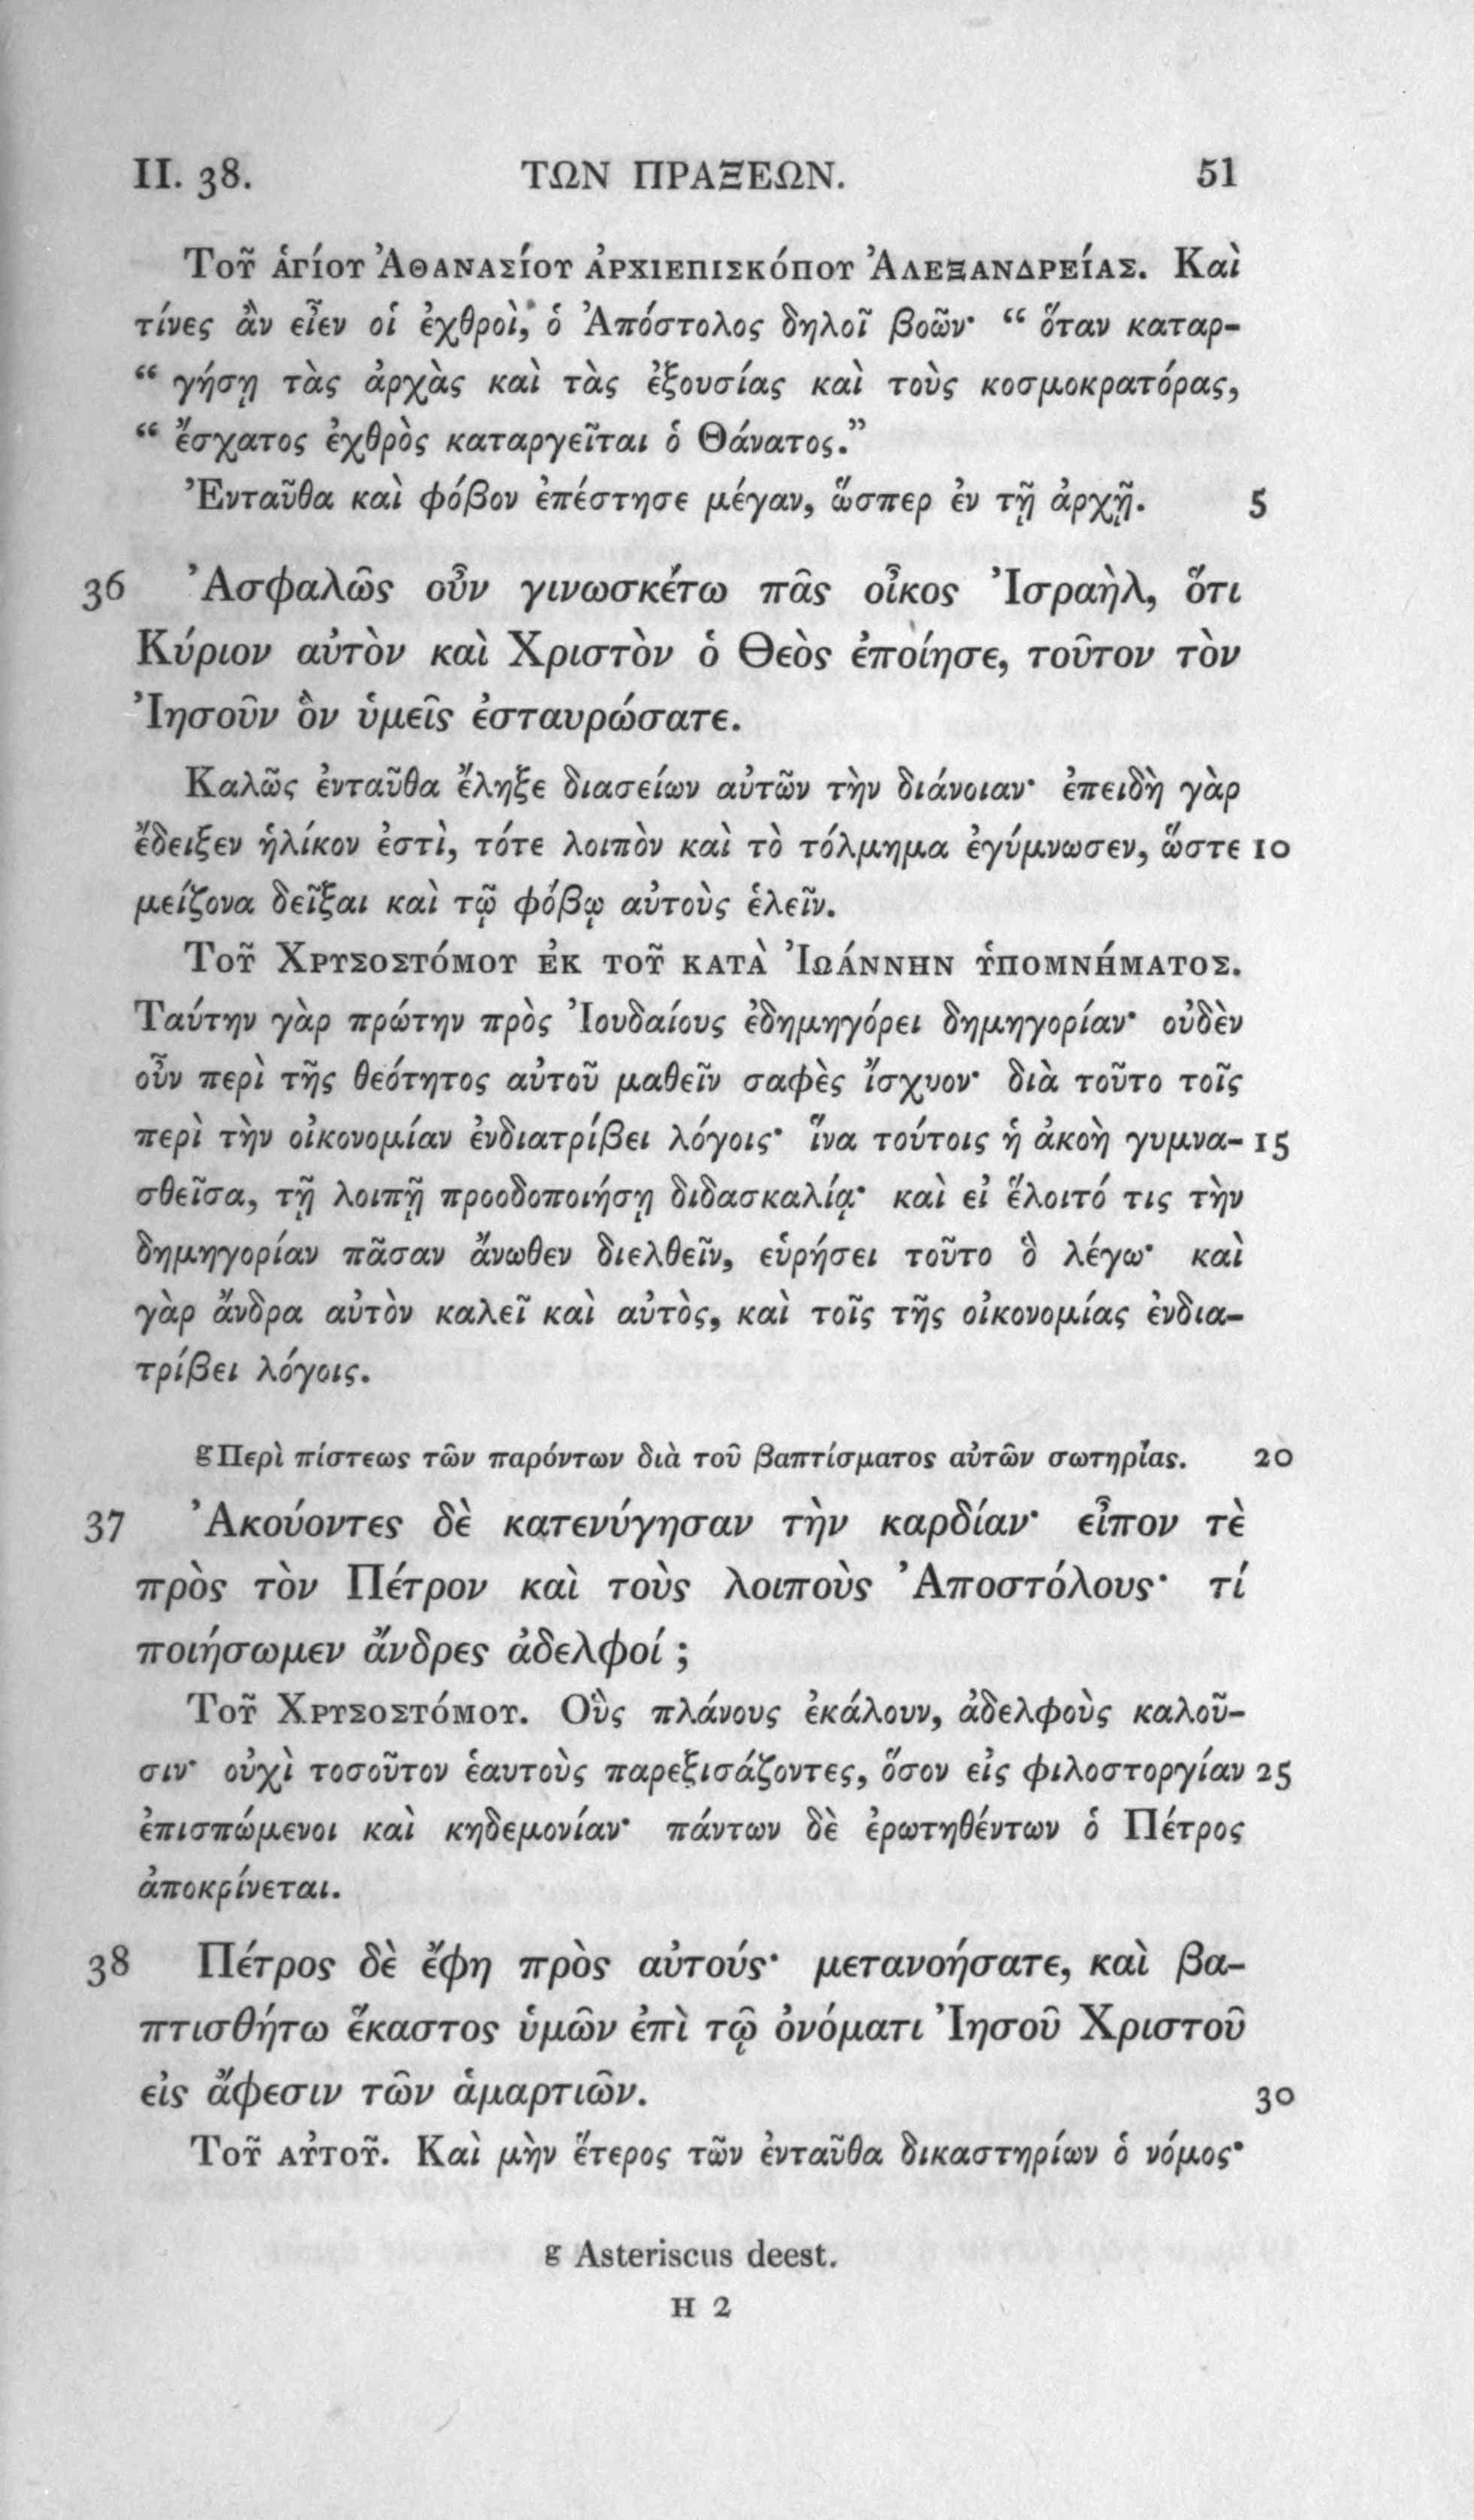 II. 38. ΤΩΝ ΠΡΑΞΕΩΝ. 51
Τοῦ ἁγίου Ἀθανασίου ἀρχιεπισκόπου Ἀλεξανδρείας. Καὶ
τίνες ἂν εἶεν οἱ ἐχθροὶ, ὁ Ἀπόστολος δηλοῖ βοῶν· “ ὅταν καταρ-
“ γήσῃ τὰς ἀρχὰς καὶ τὰς ἐξουσίας καὶ τοὺς κοσμοκρατόρας,
“ ἔσχατος ἐχθρὸς καταργεῖται ὁ Θάνατος.”
Ἐνταῦθα καὶ φόβον ἐπέστησε μέγαν, ὥσπερ ἐν τῇ ἀρχῇ. 5
36 Ἀσφαλῶς οὖν γινωσκέτω πᾶς οἶκος Ἰσραὴλ, ὅτι
Κύριον αὐτὸν καὶ Χριστὸν ὁ Θεὸς ἐποίησε, τοῦτον τὸν
Ἰησοῦν ὃν ὑμεῖς ἐσταυρώσατε.
Καλῶς ἐνταῦθα ἔληξε διασείων αὐτῶν τὴν διάνοιαν· ἐπειδὴ γὰρ
ἔδειξεν ἡλίκον ἐστὶ, τότε λοιπὸν καὶ τὸ τόλμημα ἐγύμνωσεν, ὥστε 10
μείζονα δεῖξαι καὶ τῷ φόβῳ αὐτοὺς ἑλεῖν.
Τοῦ Χρυσοστόμου ἐκ τοῦ κατὰ Ἰωάννην ὑπομνήματος.
Ταύτην γὰρ πρώτην πρὸς Ἰουδαίους ἐδημηγόρει δημηγορίαν· οὐδὲν
οὖν περὶ τῆς θεότητος αὐτοῦ μαθεῖν σαφὲς ἴσχυον· διὰ τοῦτο τοῖς
περὶ τὴν οἰκονομίαν ἐνδιατρίβει λόγοις· ἵνα τούτοις ἡ ἀκοὴ γυμνα- 15
σθεῖσα, τῇ λοιπῇ προοδοποιήσῃ διδασκαλίᾳ· καὶ εἰ ἕλοιτό τις τὴν
δημηγορίαν πᾶσαν ἄνωθεν διελθεῖν, εὑρήσει τοῦτο ὃ λέγω· καὶ
γὰρ ἄνδρα αὐτὸν καλεῖ καὶ αὐτὸς, καὶ τοῖς τῆς οἰκονομίας ἐνδια-
τρίβει λόγοις.
g Περὶ πίστεως τῶν παρόντων διὰ τοῦ βαπτίσματος αὐτῶν σωτηρίας. 20
37 Ἀκούοντες δὲ κατενύγησαν τὴν καρδίαν· εἶπον τὲ
πρὸς τὸν Πέτρον καὶ τοὺς λοιποὺς Ἀποστόλους· τί
ποιήσωμεν ἄνδρες ἀδελφοί ;
Τοῦ Χρυσοστόμου. Οὓς πλάνους ἐκάλουν, ἀδελφοὺς καλοῦ-
σιν· οὐχὶ τοσοῦτον ἑαυτοὺς παρεξισάζοντες, ὅσον εἰς φιλοστοργίαν 25
ἐπισπώμενοι καὶ κηδεμονίαν· πάντων δὲ ἐρωτηθέντων ὁ Πέτρος
ἀποκρίνεται.
38 Πέτρος δὲ ἔφη πρὸς αὐτούς· μετανοήσατε, καὶ βα-
πτισθήτω ἕκαστος ὑμῶν ἐπὶ τῷ ὀνόματι Ἰησοῦ Χριστοῦ
εἰς ἄφεσιν τῶν ἁμαρτιῶν. 30
Τοῦ αὐτοῦ. Καὶ μὴν ἕτερος τῶν ἐνταῦθα δικαστηρίων ὁ νόμος·
g Asteriscus deest.
H 2